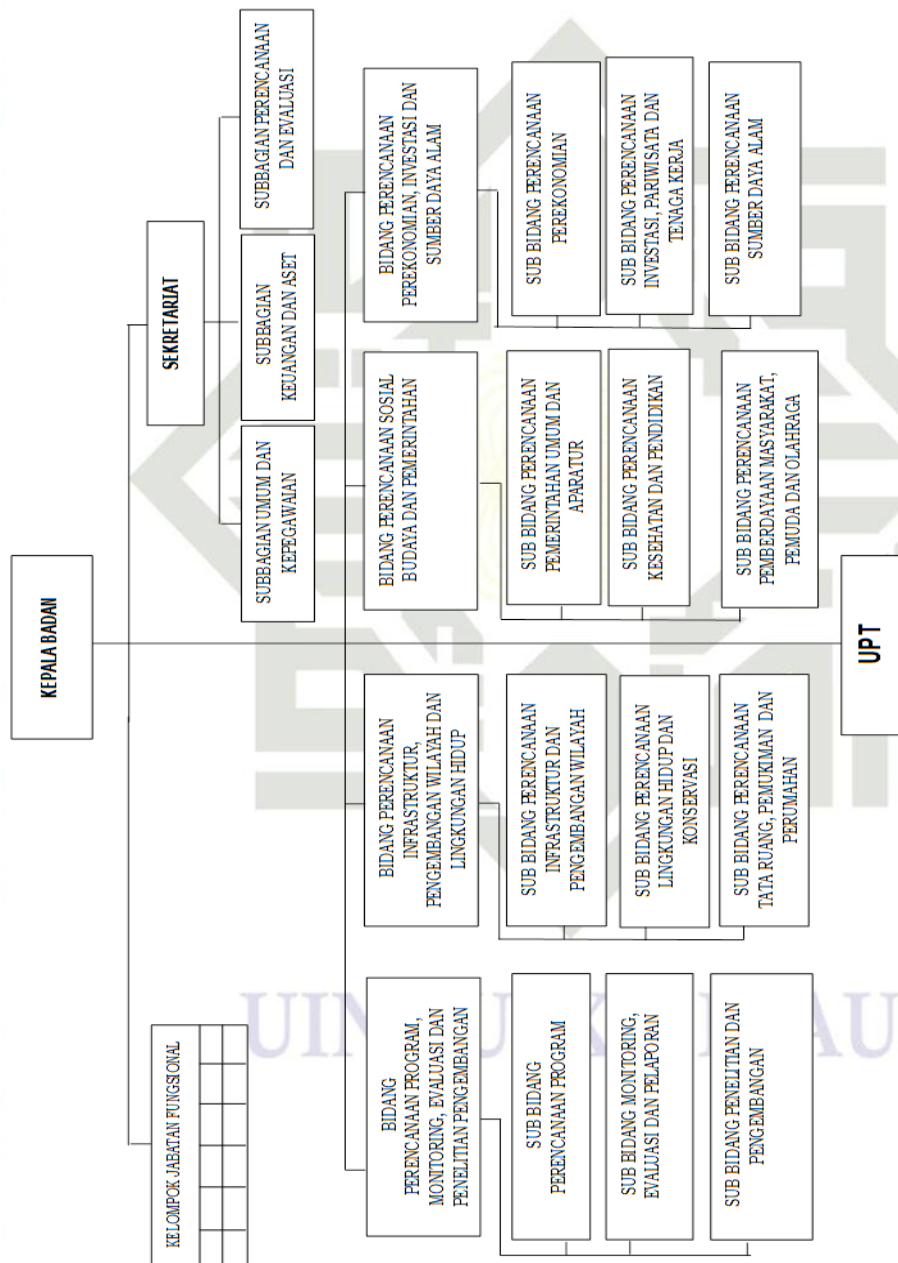 KEPALA BADAN
KELOMPOK JABATAN FUNGSIONAL
SEKRETARIAT
SUBBAGIAN UMUM DAN
KEPEGAWAIAN
SUBBAGIAN
KEUANGAN DAN ASET
SUBBAGIAN PERENCANAAN
DAN EVALUASI
BIDANG
PERENCANAAN PROGRAM,
MONITORING, EVALUASI DAN
PENELITIAN PENGEMBANGAN
BIDANG PERENCANAAN
INFRASTRUKTUR,
PENGEMBANGAN WILAYAH DAN
LINGKUNGAN HIDUP
BIDANG PERENCANAAN SOSIAL
BUDAYA DAN PEMERINTAHAN
BIDANG PERENCANAAN
PEREKONOMIAN, INVESTASI DAN
SUMBER DAYA ALAM
SUB BIDANG
PERENCANAAN PROGRAM
SUB BIDANG PERENCANAAN
INFRASTRUKTUR DAN
PENGEMBANGAN WILAYAH
SUB BIDANG PERENCANAAN
PEMERINTAHAN UMUM DAN
APARATUR
SUB BIDANG PERENCANAAN
PEREKONOMIAN
SUB BIDANG MONITORING,
EVALUASI DAN PELAPORAN
SUB BIDANG PERENCANAAN
LINGKUNGAN HIDUP DAN
KONSERVASI
SUB BIDANG PERENCANAAN
KESEHATAN DAN PENDIDIKAN
SUB BIDANG PERENCANAAN
INVESTASI, PARIWISATA DAN
TENAGA KERJA
SUB BIDANG PENELITIAN DAN
PENGEMBANGAN
SUB BIDANG PERENCANAAN
TATA RUANG, PEMUKIMAN DAN
PERUMAHAN
SUB BIDANG PERENCANAAN
PEMBERDAYAAN MASYARAKAT,
PEMUDA DAN OLAHRAGA
SUB BIDANG PERENCANAAN
SUMBER DAYA ALAM
UPT
UIN